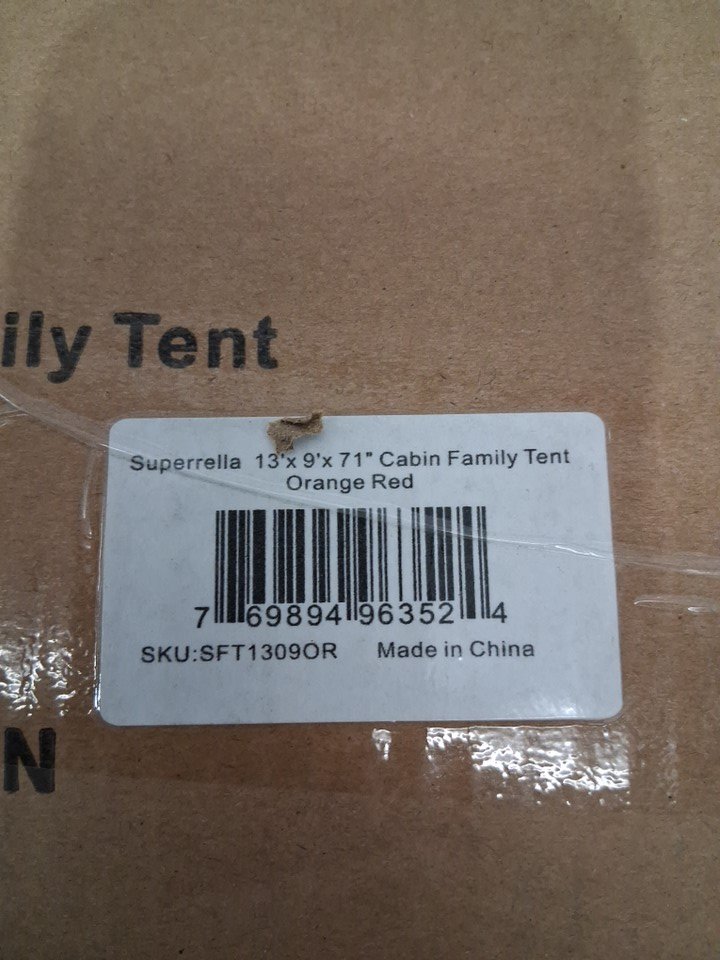 ily Tent
Superrella 13'x 9'x 71" Cabin Family Tent
Orange Red
7 69894 96352 4
SKU:SFT1309OR Made in China
N